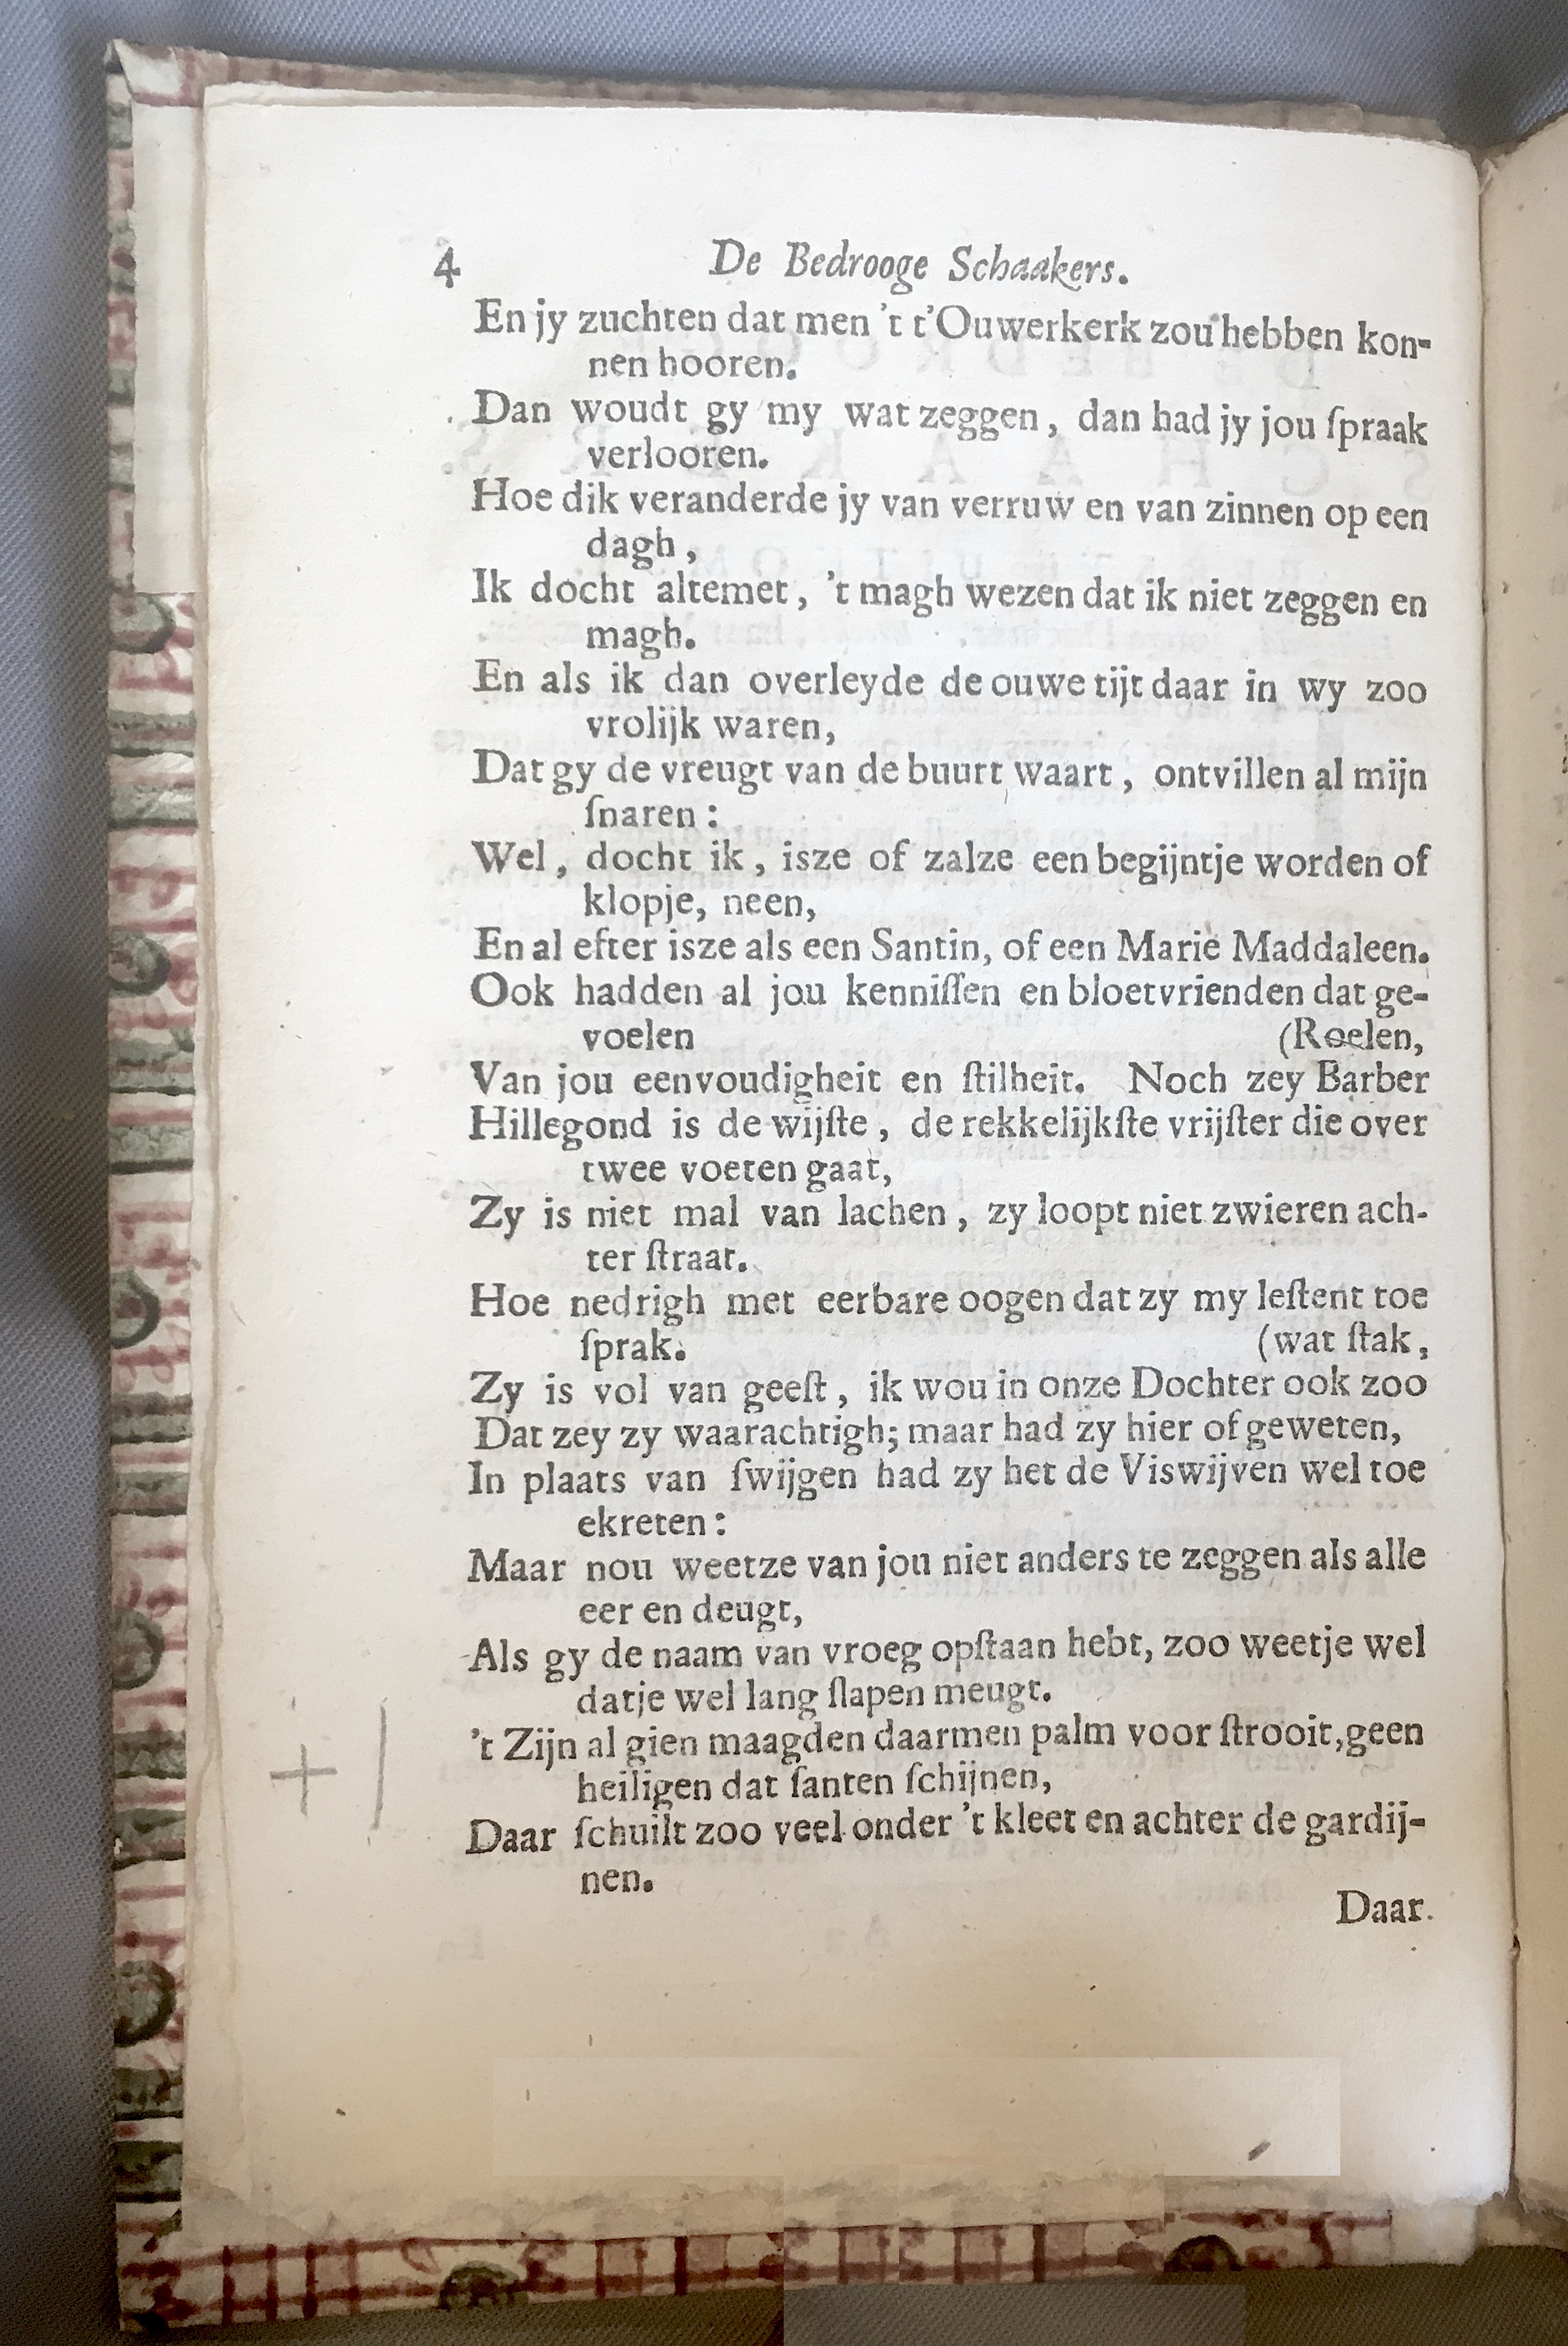 4 De Bedrooge Schaakers.
En jy zuchten dat men 't t'Ouwerkerk zou hebben kon-
nen hooren.
Dan woudt gy my wat zeggen, dan had jy jou ſpraak
verlooren.
Hoe dik veranderde jy van verruw en van zinnen op een
dagh,
Ik docht altemet, 't magh wezen dat ik niet zeggen en
magh.
En als ik dan overleyde de ouwe tijt daar in wy zoo
vrolijk waren,
Dat gy de vreugt van de buurt waart, ontvillen al mijn
ſnaren:
Wel, docht ik, isze of zalze een begijntje worden of
klopje, neen,
En al efter isze als een Santin, of een Marie Maddaleen.
Ook hadden al jou kenniſſen en bloetvrienden dat ge-
voelen (Roelen,
Van jou eenvoudigheit en ſtilheit. Noch zey Barber
Hillegond is de wijſte, de rekkelijkſte vrijſter die over
twee voeten gaat,
Zy is niet mal van lachen, zy loopt niet zwieren ach-
ter ſtraat.
Hoe nedrigh met eerbare oogen dat zy my leſtent toe
ſprak. (wat ſtak,
Zy is vol van geeſt, ik wou in onze Dochter ook zoo
Dat zey zy waarachtigh; maar had zy hier of geweten,
In plaats van ſwijgen had zy het de Viswijven wel toe
ekreten:
Maar nou weetze van jou niet anders te zeggen als alle
eer en deugt,
Als gy de naam van vroeg opſtaan hebt, zoo weetje wel
datje wel lang ſlapen meugt.
't Zijn al gien maagden daarmen palm voor ſtrooit, geen
heiligen dat ſanten ſchijnen,
Daar ſchuilt zoo veel onder 't kleet en achter de gardij-
nen.
Daar